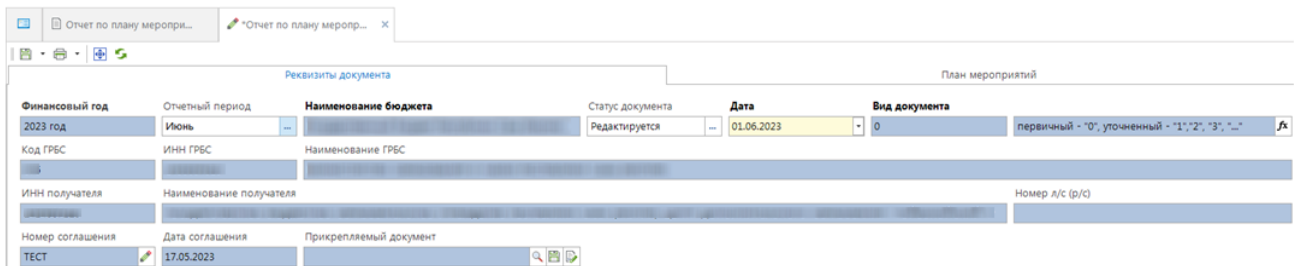 Отчет по плану меропри...
*Отчет по плану меропр...
Реквизиты документа
План мероприятий
Финансовый год
Отчетный период
Наименование бюджета
Статус документа
Дата
Вид документа
2023 год
Июнь
...
Редактируется
...
01.06.2023
0
первичный - "0", уточненный - "1","2", "3", "..."
fx
Код ГРБС
ИНН ГРБС
Наименование ГРБС
ИНН получателя
Наименование получателя
Номер л/с (р/с)
Номер соглашения
Дата соглашения
Прикрепляемый документ
ТЕСТ
17.05.2023